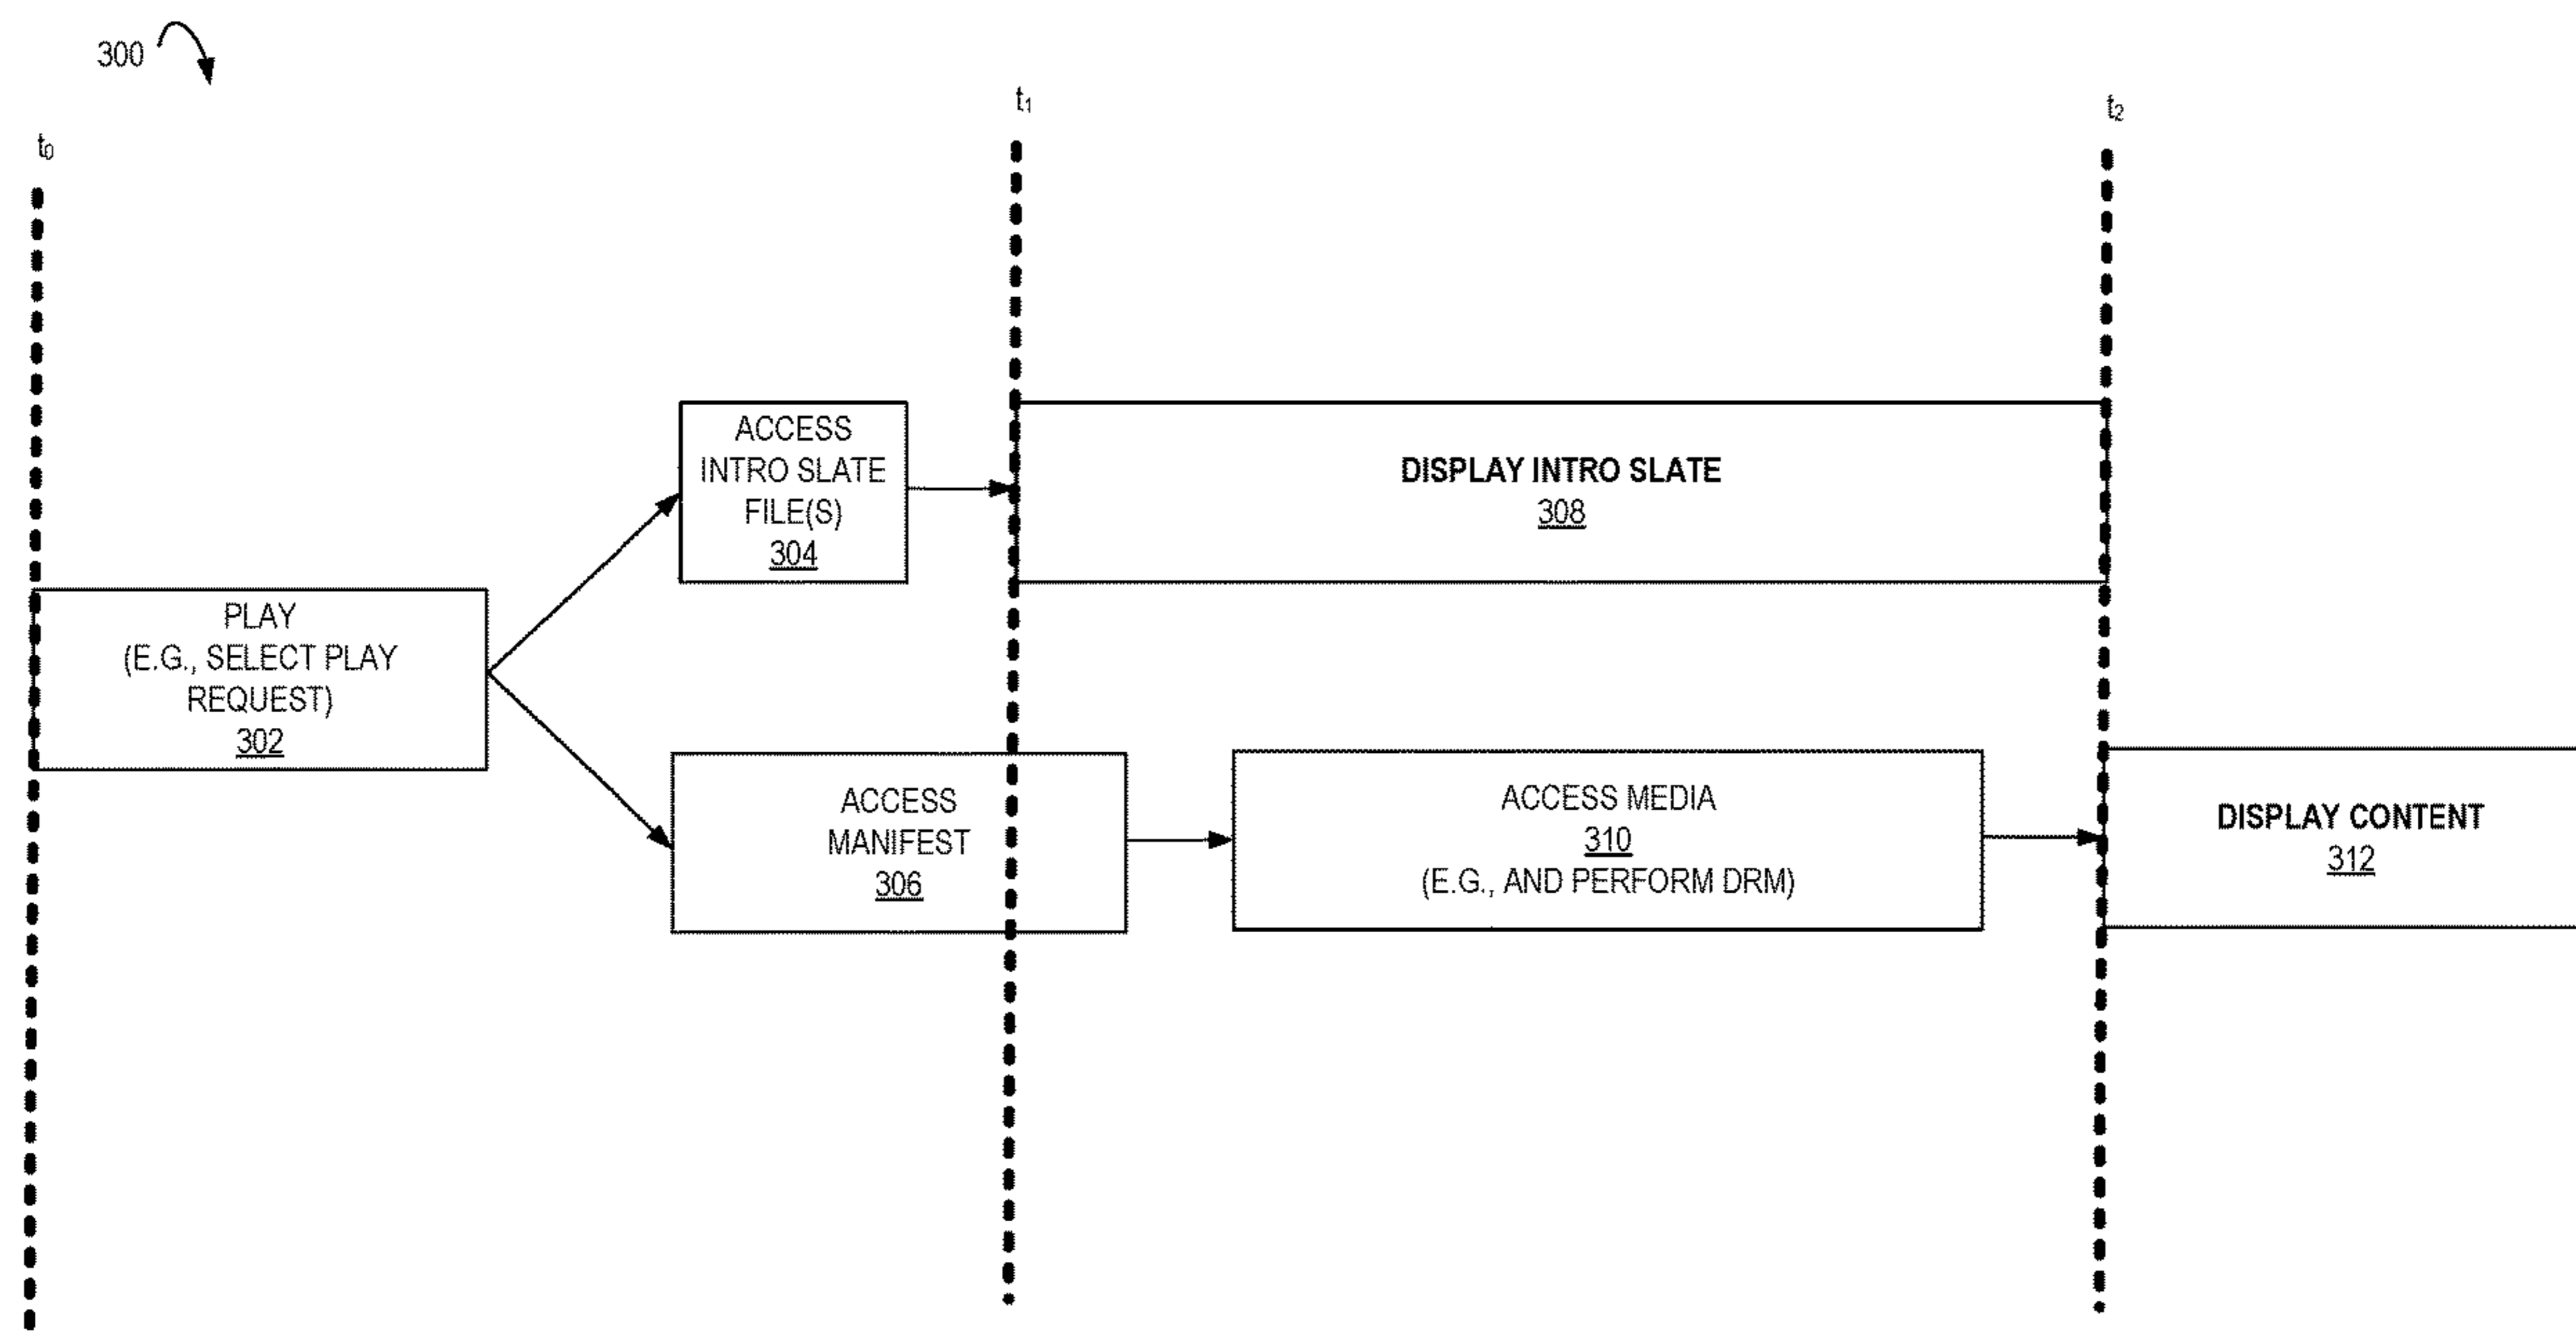 300
t0
t1
t2
ACCESS
INTRO SLATE
FILE(S)
304
DISPLAY INTRO SLATE
308
PLAY
(E.G., SELECT PLAY
REQUEST)
302
ACCESS
MANIFEST
306
ACCESS MEDIA
310
(E.G., AND PERFORM DRM)
DISPLAY CONTENT
312